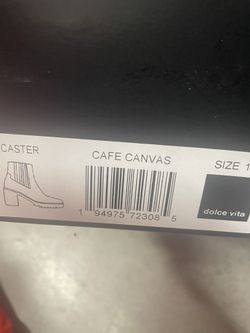 CASTER CAFE CANVAS SIZE 1
1 94975 72308 5
dolce vita